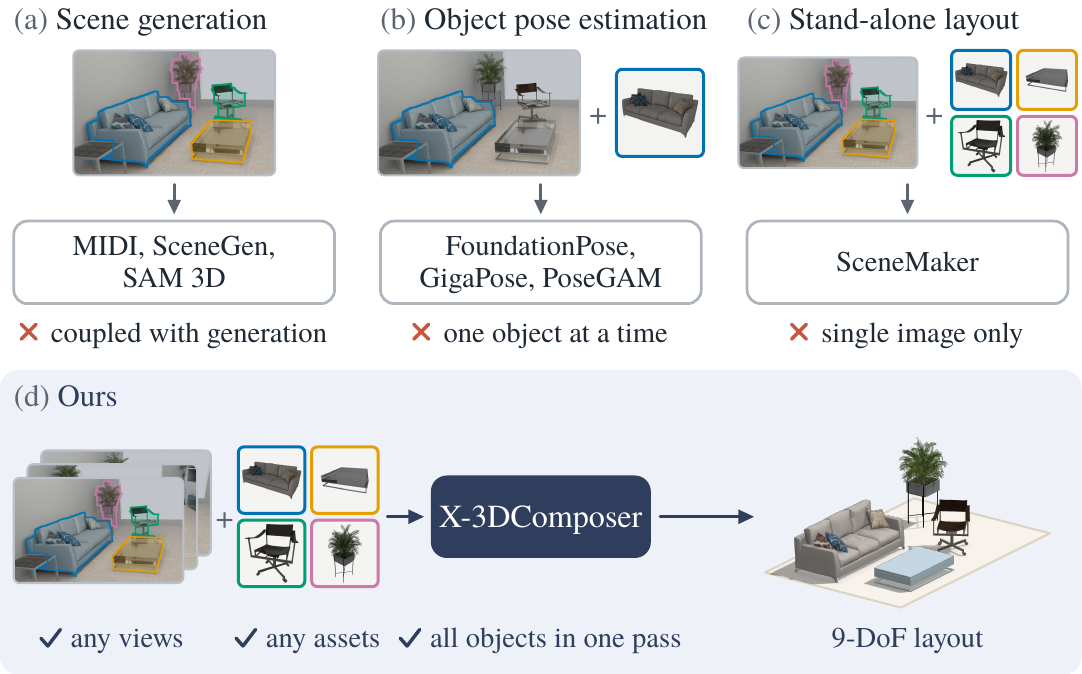 (a) Scene generation
(b) Object pose estimation
(c) Stand-alone layout
+
+
MIDI, SceneGen,
SAM 3D
FoundationPose,
GigaPose, PoseGAM
SceneMaker
✕ coupled with generation
✕ one object at a time
✕ single image only
(d) Ours
+
X-3DComposer
✓ any views
✓ any assets
✓ all objects in one pass
9-DoF layout